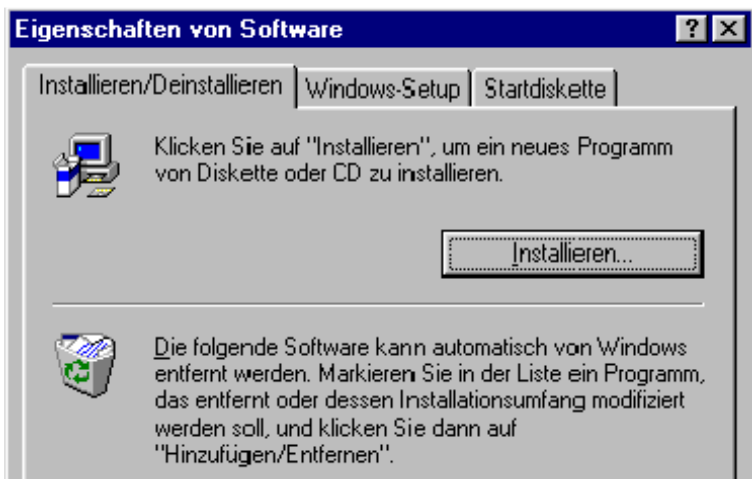 Eigenschaften von Software
Installieren/Deinstallieren Windows-Setup Startdiskette
Klicken Sie auf "Installieren", um ein neues Programm
von Diskette oder CD zu installieren.
Installieren...
Die folgende Software kann automatisch von Windows
entfernt werden. Markieren Sie in der Liste ein Programm,
das entfernt oder dessen Installationsumfang modifiziert
werden soll, und klicken Sie dann auf
"Hinzufügen/Entfernen".